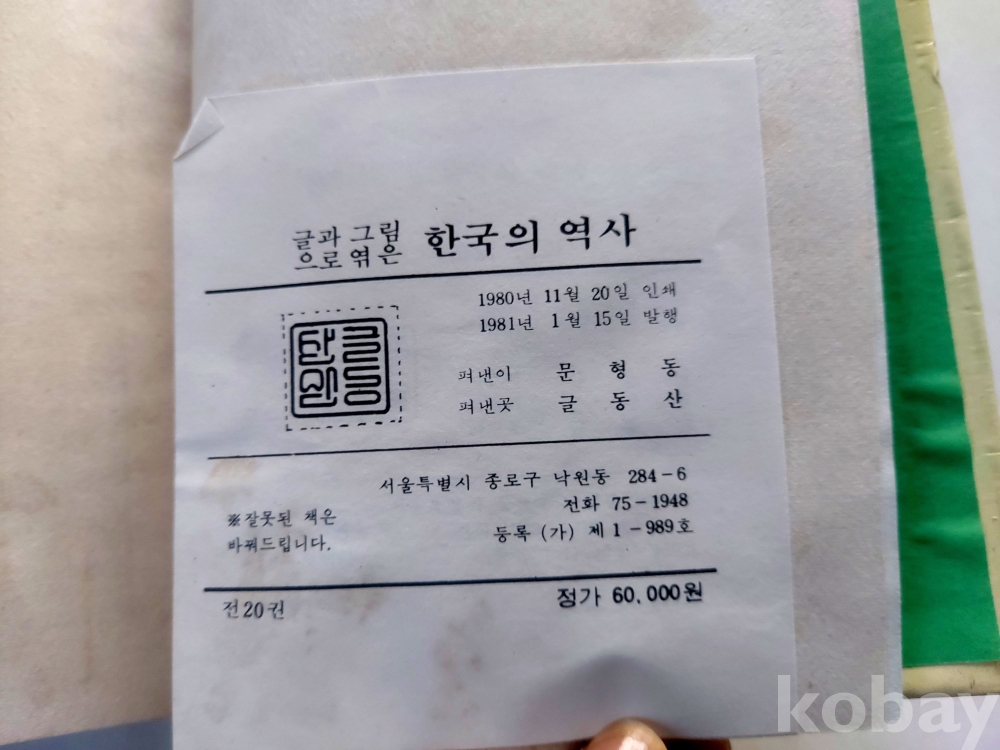 글과 그림
으로 엮은 한국의 역사
1980년 11월 20일 인쇄
1981년 1월 15일 발행
펴낸이 문 형 동
펴낸곳 글 동 산
서울특별시 종로구 낙원동 284-6
전화 75-1948
※잘못된 책은
등록 (가) 제1-989호
바꿔드립니다.
전20권 정가 60,000원
kobay